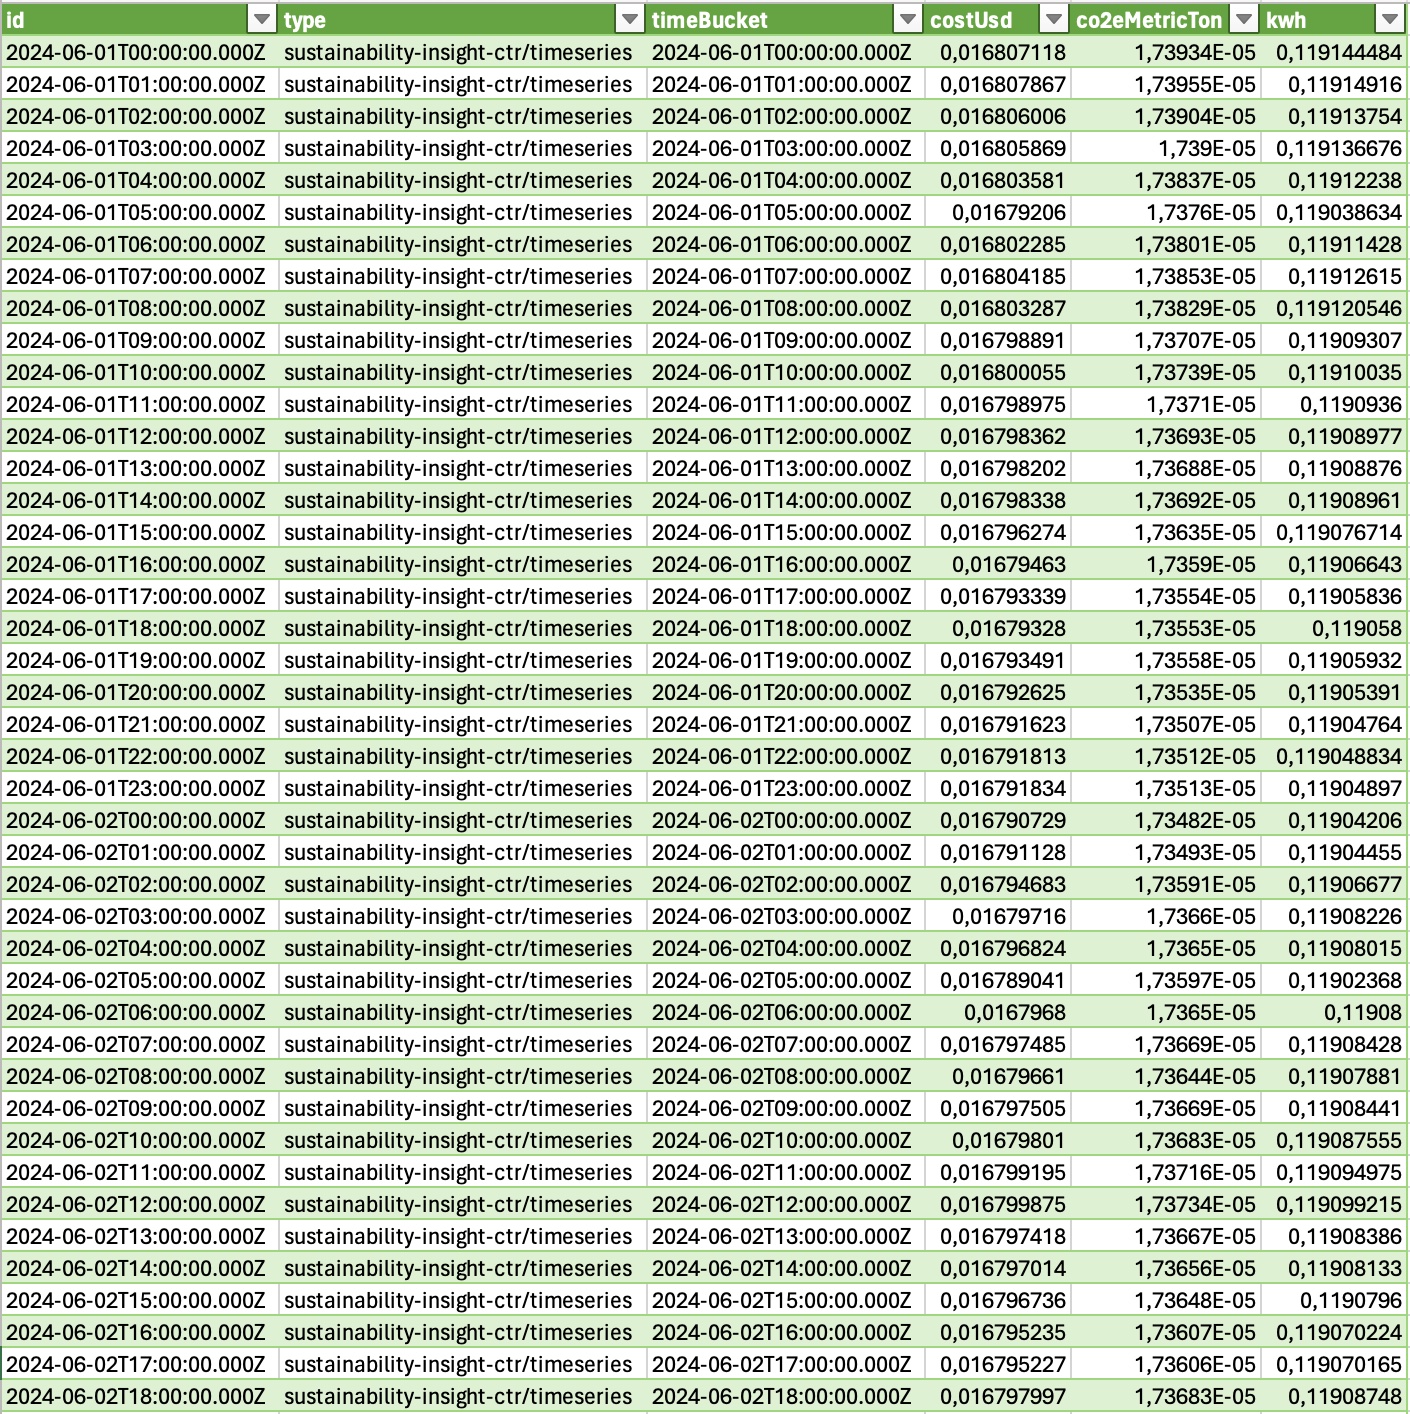 id type timeBucket costUsd co2eMetricTon kwh
2024-06-01T00:00:00.000Z sustainability-insight-ctr/timeseries 2024-06-01T00:00:00.000Z 0,016807118 1,73934E-05 0,119144484
2024-06-01T01:00:00.000Z sustainability-insight-ctr/timeseries 2024-06-01T01:00:00.000Z 0,016807867 1,73955E-05 0,11914916
2024-06-01T02:00:00.000Z sustainability-insight-ctr/timeseries 2024-06-01T02:00:00.000Z 0,016806006 1,73904E-05 0,11913754
2024-06-01T03:00:00.000Z sustainability-insight-ctr/timeseries 2024-06-01T03:00:00.000Z 0,016805869 1,739E-05 0,119136676
2024-06-01T04:00:00.000Z sustainability-insight-ctr/timeseries 2024-06-01T04:00:00.000Z 0,016803581 1,73837E-05 0,11912238
2024-06-01T05:00:00.000Z sustainability-insight-ctr/timeseries 2024-06-01T05:00:00.000Z 0,01679206 1,7376E-05 0,119038634
2024-06-01T06:00:00.000Z sustainability-insight-ctr/timeseries 2024-06-01T06:00:00.000Z 0,016802285 1,73801E-05 0,11911428
2024-06-01T07:00:00.000Z sustainability-insight-ctr/timeseries 2024-06-01T07:00:00.000Z 0,016804185 1,73853E-05 0,11912615
2024-06-01T08:00:00.000Z sustainability-insight-ctr/timeseries 2024-06-01T08:00:00.000Z 0,016803287 1,73829E-05 0,119120546
2024-06-01T09:00:00.000Z sustainability-insight-ctr/timeseries 2024-06-01T09:00:00.000Z 0,016798891 1,73707E-05 0,11909307
2024-06-01T10:00:00.000Z sustainability-insight-ctr/timeseries 2024-06-01T10:00:00.000Z 0,016800055 1,73739E-05 0,11910035
2024-06-01T11:00:00.000Z sustainability-insight-ctr/timeseries 2024-06-01T11:00:00.000Z 0,016798975 1,7371E-05 0,1190936
2024-06-01T12:00:00.000Z sustainability-insight-ctr/timeseries 2024-06-01T12:00:00.000Z 0,016798362 1,73693E-05 0,11908977
2024-06-01T13:00:00.000Z sustainability-insight-ctr/timeseries 2024-06-01T13:00:00.000Z 0,016798202 1,73688E-05 0,11908876
2024-06-01T14:00:00.000Z sustainability-insight-ctr/timeseries 2024-06-01T14:00:00.000Z 0,016798338 1,73692E-05 0,11908961
2024-06-01T15:00:00.000Z sustainability-insight-ctr/timeseries 2024-06-01T15:00:00.000Z 0,016796274 1,73635E-05 0,119076714
2024-06-01T16:00:00.000Z sustainability-insight-ctr/timeseries 2024-06-01T16:00:00.000Z 0,01679463 1,7359E-05 0,11906643
2024-06-01T17:00:00.000Z sustainability-insight-ctr/timeseries 2024-06-01T17:00:00.000Z 0,016793339 1,73554E-05 0,11905836
2024-06-01T18:00:00.000Z sustainability-insight-ctr/timeseries 2024-06-01T18:00:00.000Z 0,01679328 1,73553E-05 0,119058
2024-06-01T19:00:00.000Z sustainability-insight-ctr/timeseries 2024-06-01T19:00:00.000Z 0,016793491 1,73558E-05 0,11905932
2024-06-01T20:00:00.000Z sustainability-insight-ctr/timeseries 2024-06-01T20:00:00.000Z 0,016792625 1,73535E-05 0,11905391
2024-06-01T21:00:00.000Z sustainability-insight-ctr/timeseries 2024-06-01T21:00:00.000Z 0,016791623 1,73507E-05 0,11904764
2024-06-01T22:00:00.000Z sustainability-insight-ctr/timeseries 2024-06-01T22:00:00.000Z 0,016791813 1,73512E-05 0,119048834
2024-06-01T23:00:00.000Z sustainability-insight-ctr/timeseries 2024-06-01T23:00:00.000Z 0,016791834 1,73513E-05 0,11904897
2024-06-02T00:00:00.000Z sustainability-insight-ctr/timeseries 2024-06-02T00:00:00.000Z 0,016790729 1,73482E-05 0,11904206
2024-06-02T01:00:00.000Z sustainability-insight-ctr/timeseries 2024-06-02T01:00:00.000Z 0,016791128 1,73493E-05 0,11904455
2024-06-02T02:00:00.000Z sustainability-insight-ctr/timeseries 2024-06-02T02:00:00.000Z 0,016794683 1,73591E-05 0,11906677
2024-06-02T03:00:00.000Z sustainability-insight-ctr/timeseries 2024-06-02T03:00:00.000Z 0,01679716 1,7366E-05 0,11908226
2024-06-02T04:00:00.000Z sustainability-insight-ctr/timeseries 2024-06-02T04:00:00.000Z 0,016796824 1,7365E-05 0,11908015
2024-06-02T05:00:00.000Z sustainability-insight-ctr/timeseries 2024-06-02T05:00:00.000Z 0,016789041 1,73597E-05 0,11902368
2024-06-02T06:00:00.000Z sustainability-insight-ctr/timeseries 2024-06-02T06:00:00.000Z 0,0167968 1,7365E-05 0,11908
2024-06-02T07:00:00.000Z sustainability-insight-ctr/timeseries 2024-06-02T07:00:00.000Z 0,016797485 1,73669E-05 0,11908428
2024-06-02T08:00:00.000Z sustainability-insight-ctr/timeseries 2024-06-02T08:00:00.000Z 0,01679661 1,73644E-05 0,11907881
2024-06-02T09:00:00.000Z sustainability-insight-ctr/timeseries 2024-06-02T09:00:00.000Z 0,016797505 1,73669E-05 0,11908441
2024-06-02T10:00:00.000Z sustainability-insight-ctr/timeseries 2024-06-02T10:00:00.000Z 0,01679801 1,73683E-05 0,119087555
2024-06-02T11:00:00.000Z sustainability-insight-ctr/timeseries 2024-06-02T11:00:00.000Z 0,016799195 1,73716E-05 0,119094975
2024-06-02T12:00:00.000Z sustainability-insight-ctr/timeseries 2024-06-02T12:00:00.000Z 0,016799875 1,73734E-05 0,119099215
2024-06-02T13:00:00.000Z sustainability-insight-ctr/timeseries 2024-06-02T13:00:00.000Z 0,016797418 1,73667E-05 0,11908386
2024-06-02T14:00:00.000Z sustainability-insight-ctr/timeseries 2024-06-02T14:00:00.000Z 0,016797014 1,73656E-05 0,11908133
2024-06-02T15:00:00.000Z sustainability-insight-ctr/timeseries 2024-06-02T15:00:00.000Z 0,016796736 1,73648E-05 0,1190796
2024-06-02T16:00:00.000Z sustainability-insight-ctr/timeseries 2024-06-02T16:00:00.000Z 0,016795235 1,73607E-05 0,119070224
2024-06-02T17:00:00.000Z sustainability-insight-ctr/timeseries 2024-06-02T17:00:00.000Z 0,016795227 1,73606E-05 0,119070165
2024-06-02T18:00:00.000Z sustainability-insight-ctr/timeseries 2024-06-02T18:00:00.000Z 0,016797997 1,73683E-05 0,11908748